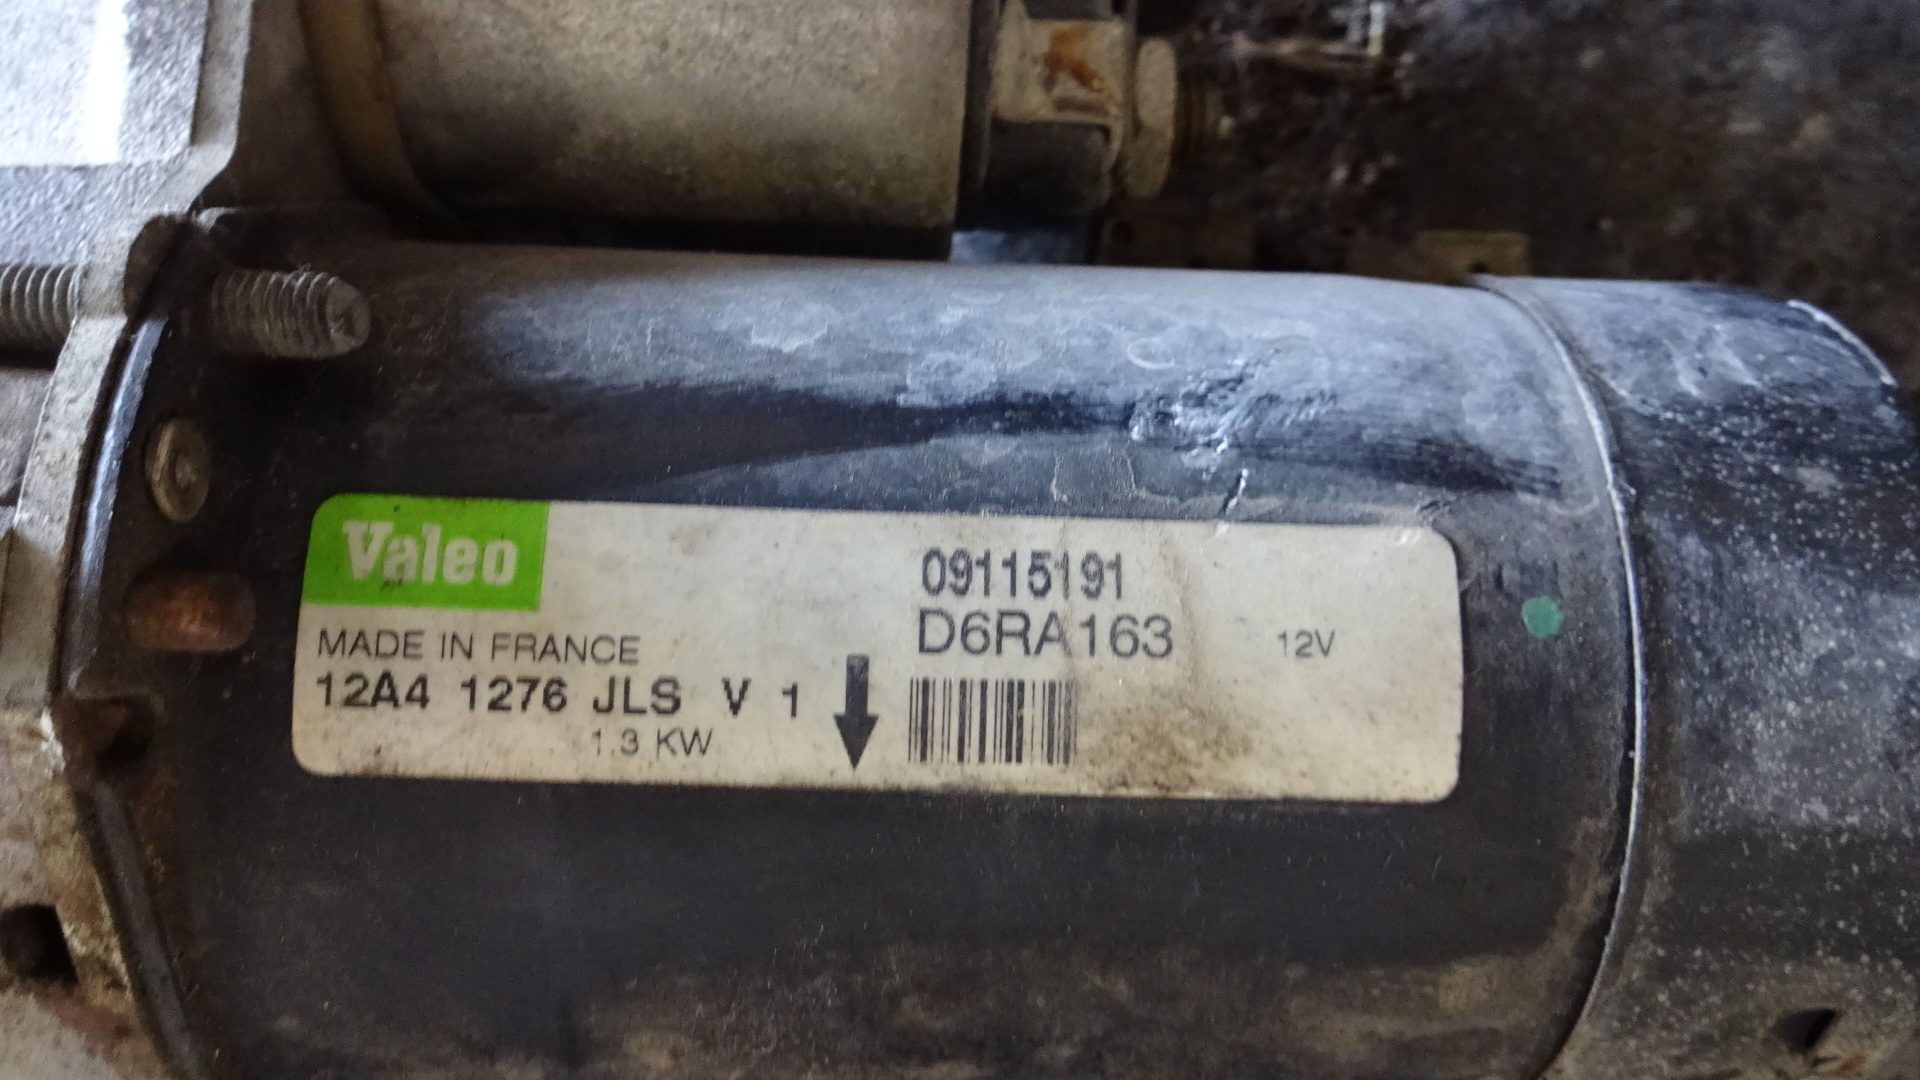 Valeo
MADE IN FRANCE
12A4 1276 JLS V 1
1.3 KW
09115191
D6RA163
12V